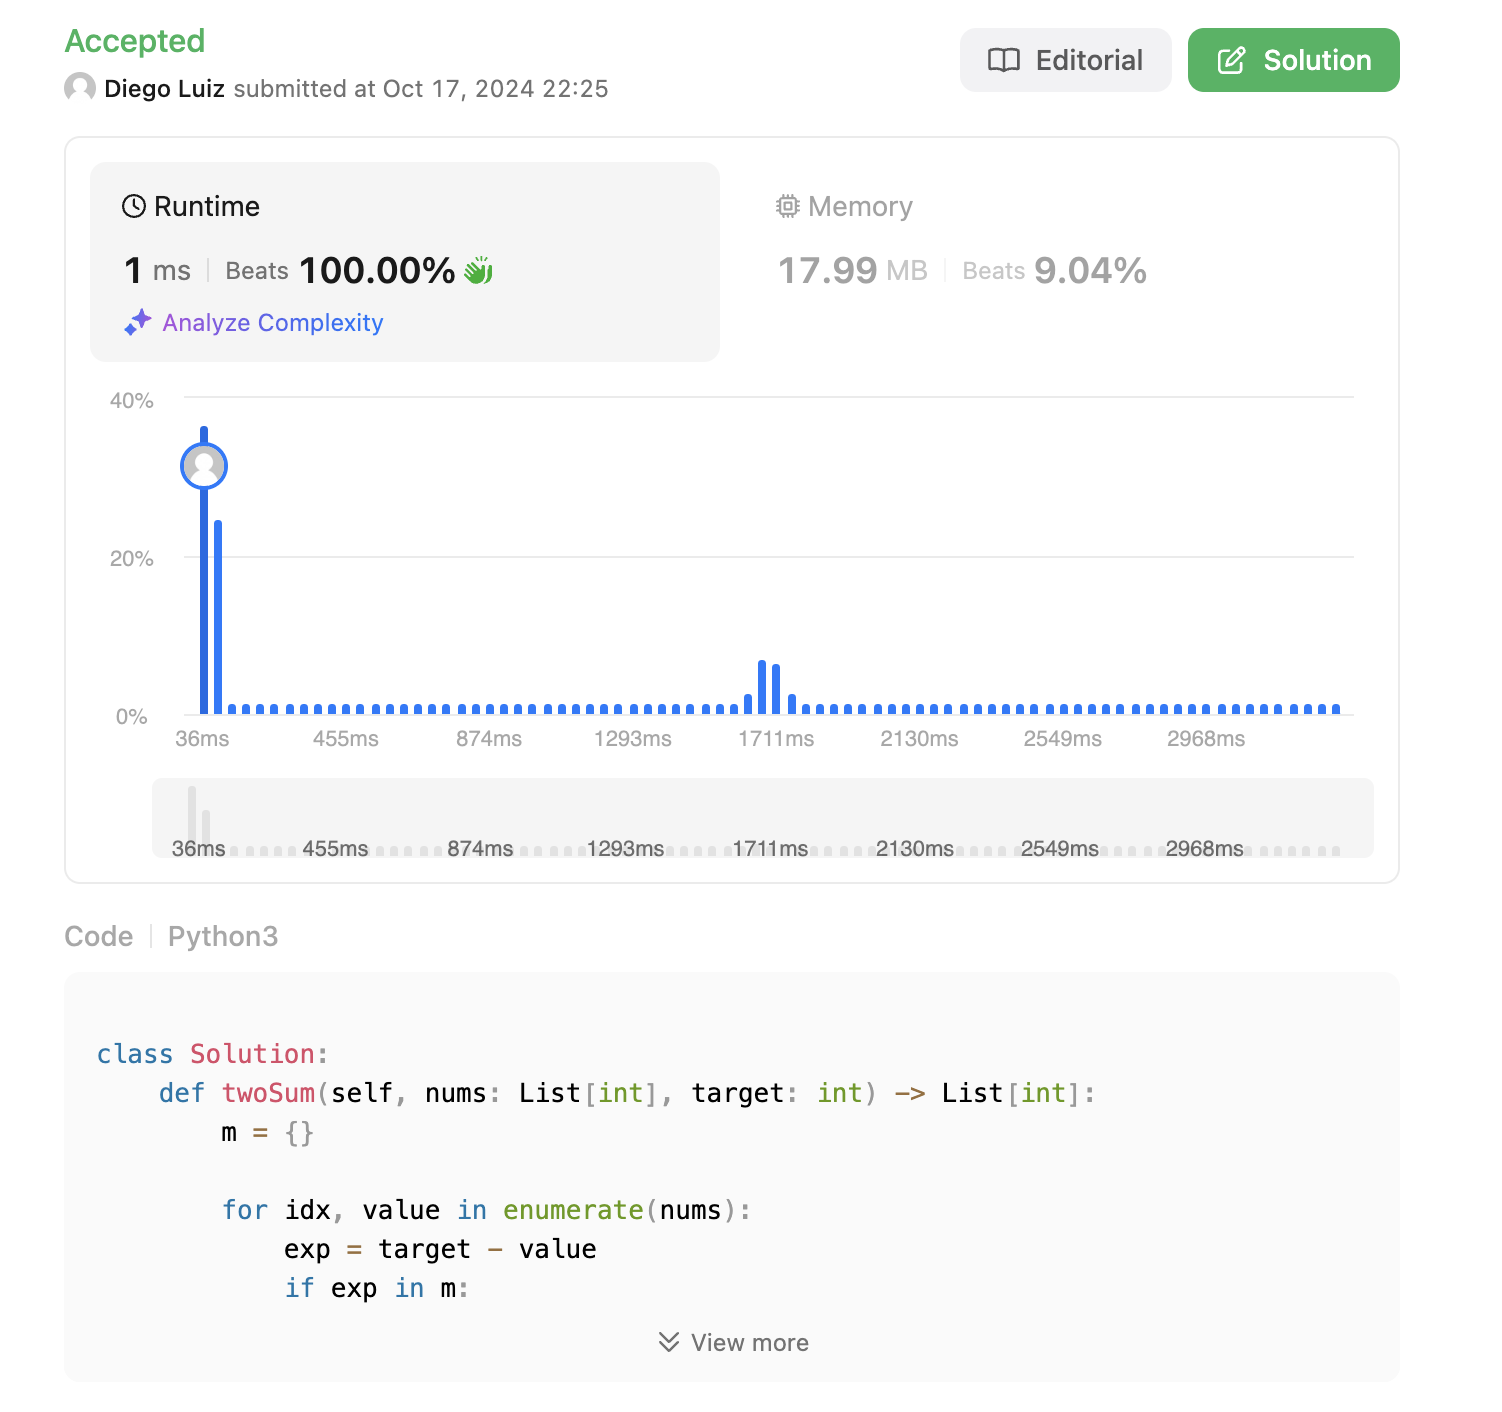 Accepted
Diego Luiz submitted at Oct 17, 2024 22:25
Editorial
Solution
Runtime
1 ms | Beats 100.00%
Analyze Complexity
Memory
17.99 MB | Beats 9.04%
40%
20%
0%
36ms 455ms 874ms 1293ms 1711ms 2130ms 2549ms 2968ms
36ms 455ms 874ms 1293ms 1711ms 2130ms 2549ms 2968ms
Code | Python3
class Solution:
    def twoSum(self, nums: List[int], target: int) -> List[int]:
        m = {}
        for idx, value in enumerate(nums):
            exp = target - value
            if exp in m:
View more